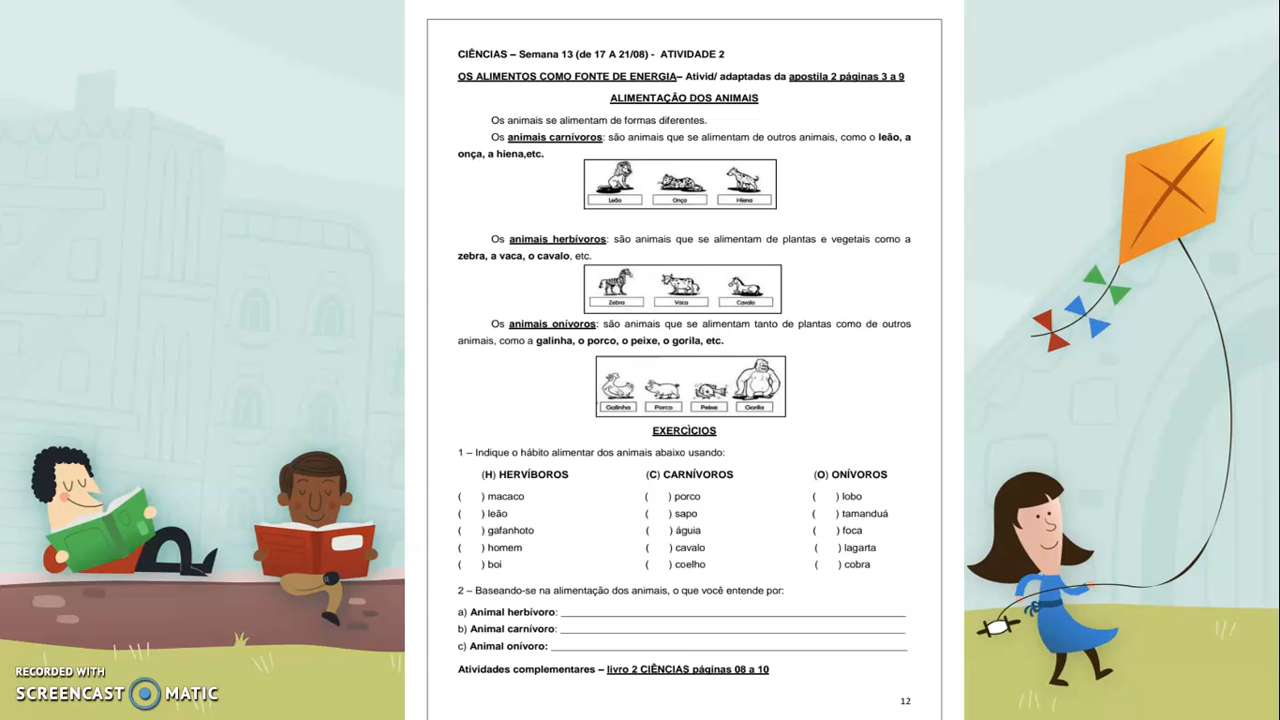 CIÊNCIAS – Semana 13 (de 17 A 21/08) - ATIVIDADE 2
OS ALIMENTOS COMO FONTE DE ENERGIA– Ativid/ adaptadas da apostila 2 páginas 3 a 9
ALIMENTAÇÃO DOS ANIMAIS
Os animais se alimentam de formas diferentes.
Os animais carnívoros: são animais que se alimentam de outros animais, como o leão, a
onça, a hiena,etc.
Leão Onça Hiena
Os animais herbívoros: são animais que se alimentam de plantas e vegetais como a
zebra, a vaca, o cavalo, etc.
Zebra Vaca Cavalo
Os animais onívoros: são animais que se alimentam tanto de plantas como de outros
animais, como a galinha, o porco, o peixe, o gorila, etc.
Galinha Porco Peixe Gorila
EXERCÌCIOS
1 – Indique o hábito alimentar dos animais abaixo usando:
(H) HERVÍBOROS (C) CARNÍVOROS (O) ONÍVOROS
( ) macaco ( ) porco ( ) lobo
( ) leão ( ) sapo ( ) tamanduá
( ) gafanhoto ( ) águia ( ) foca
( ) homem ( ) cavalo ( ) lagarta
( ) boi ( ) coelho ( ) cobra
2 – Baseando-se na alimentação dos animais, o que você entende por:
a) Animal herbívoro: ______________________________
b) Animal carnívoro: ______________________________
c) Animal onívoro: ______________________________
Atividades complementares – livro 2 CIÊNCIAS páginas 08 a 10
12
RECORDED WITH
SCREENCAST MATIC